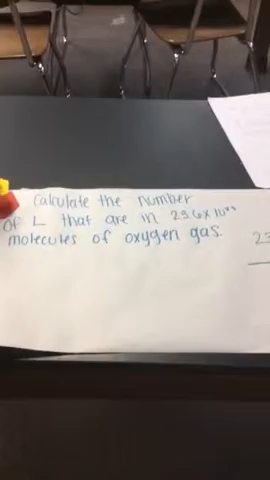 Calculate the number
of L that are in
molecules of oxygen gas.